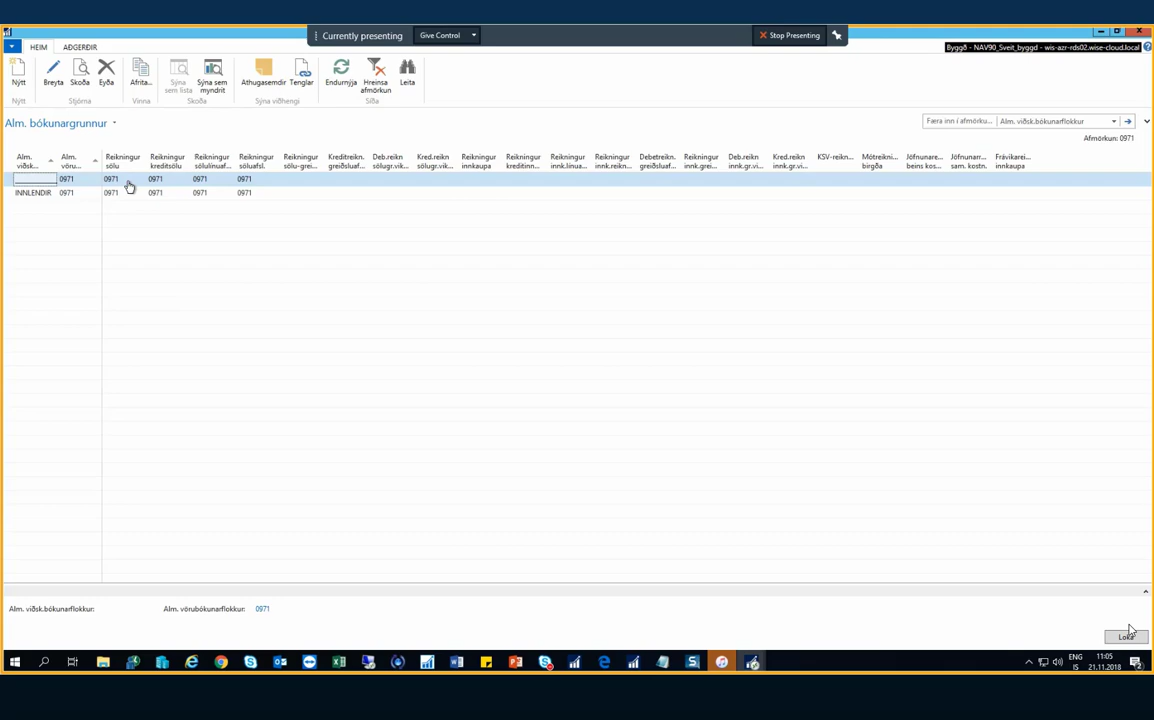 Currently presenting
Give Control
Stop Presenting
HEIM
AÐGERÐIR
Byggð - NAV90_Sveit_byggd - wis-azr-rds02.wise-cloud.local
Nýtt
Breyta
Skoða
Eyða
Afrita...
Sýna sem lista
Sýna sem myndrit
Athugasemdir
Tenglar
Endurnýja
Hreinsa afmörkun
Leita
Nýtt
Stjórna
Vinna
Skoða
Sýna viðhengi
Síða
Alm. bókunargrunnur
Færa inn í afmörku...
Alm. viðsk.bókunarflokkur
Afmörkun: 0971
Alm. viðsk...
Alm. vöru...
Reikningur sölu
Reikningur kreditsölu
Reikningur sölulínuaf...
Reikningur söluafsl.
Reikningur sölu-grei...
Kreditreikn. greiðsluaf...
Deb.reikn sölugr.vik...
Kred.reikn sölugr.vik...
Reikningur innkaupa
Reikningur kreditinn...
Reikningur innk.línua...
Reikningur innk.reikn...
Debetreikn. greiðsluaf...
Reikningur innk.grei...
Deb.reikn innk.gr.vi...
Kred.reikn innk.gr.vi...
KSV-reikn...
Mótreikni... birgða
Jöfnunare... beins kos...
Jöfnunarr... sam. kostn.
Frávikarei... innkaupa
0971 0971 0971 0971 0971
INNLENDIR 0971 0971 0971 0971 0971
Alm. viðsk.bókunarflokkur:
Alm. vörubókunarflokkur: 0971
Loka
ENG
IS
11:05
21.11.2018
2